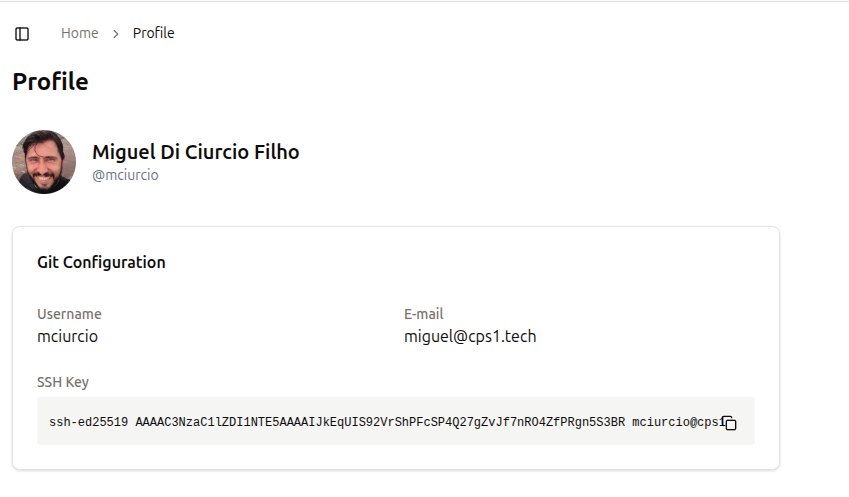 Home > Profile
Profile
Miguel Di Ciurcio Filho
@mciurcio
Git Configuration
Username
mciurcio
E-mail
miguel@cps1.tech
SSH Key
ssh-ed25519 AAAAC3NzaC1lZDI1NTE5AAAAIJkEqUIS92VrShPFcSP4Q27gZvJf7nRO4ZfPRgn5S3BR mciurcio@cps1